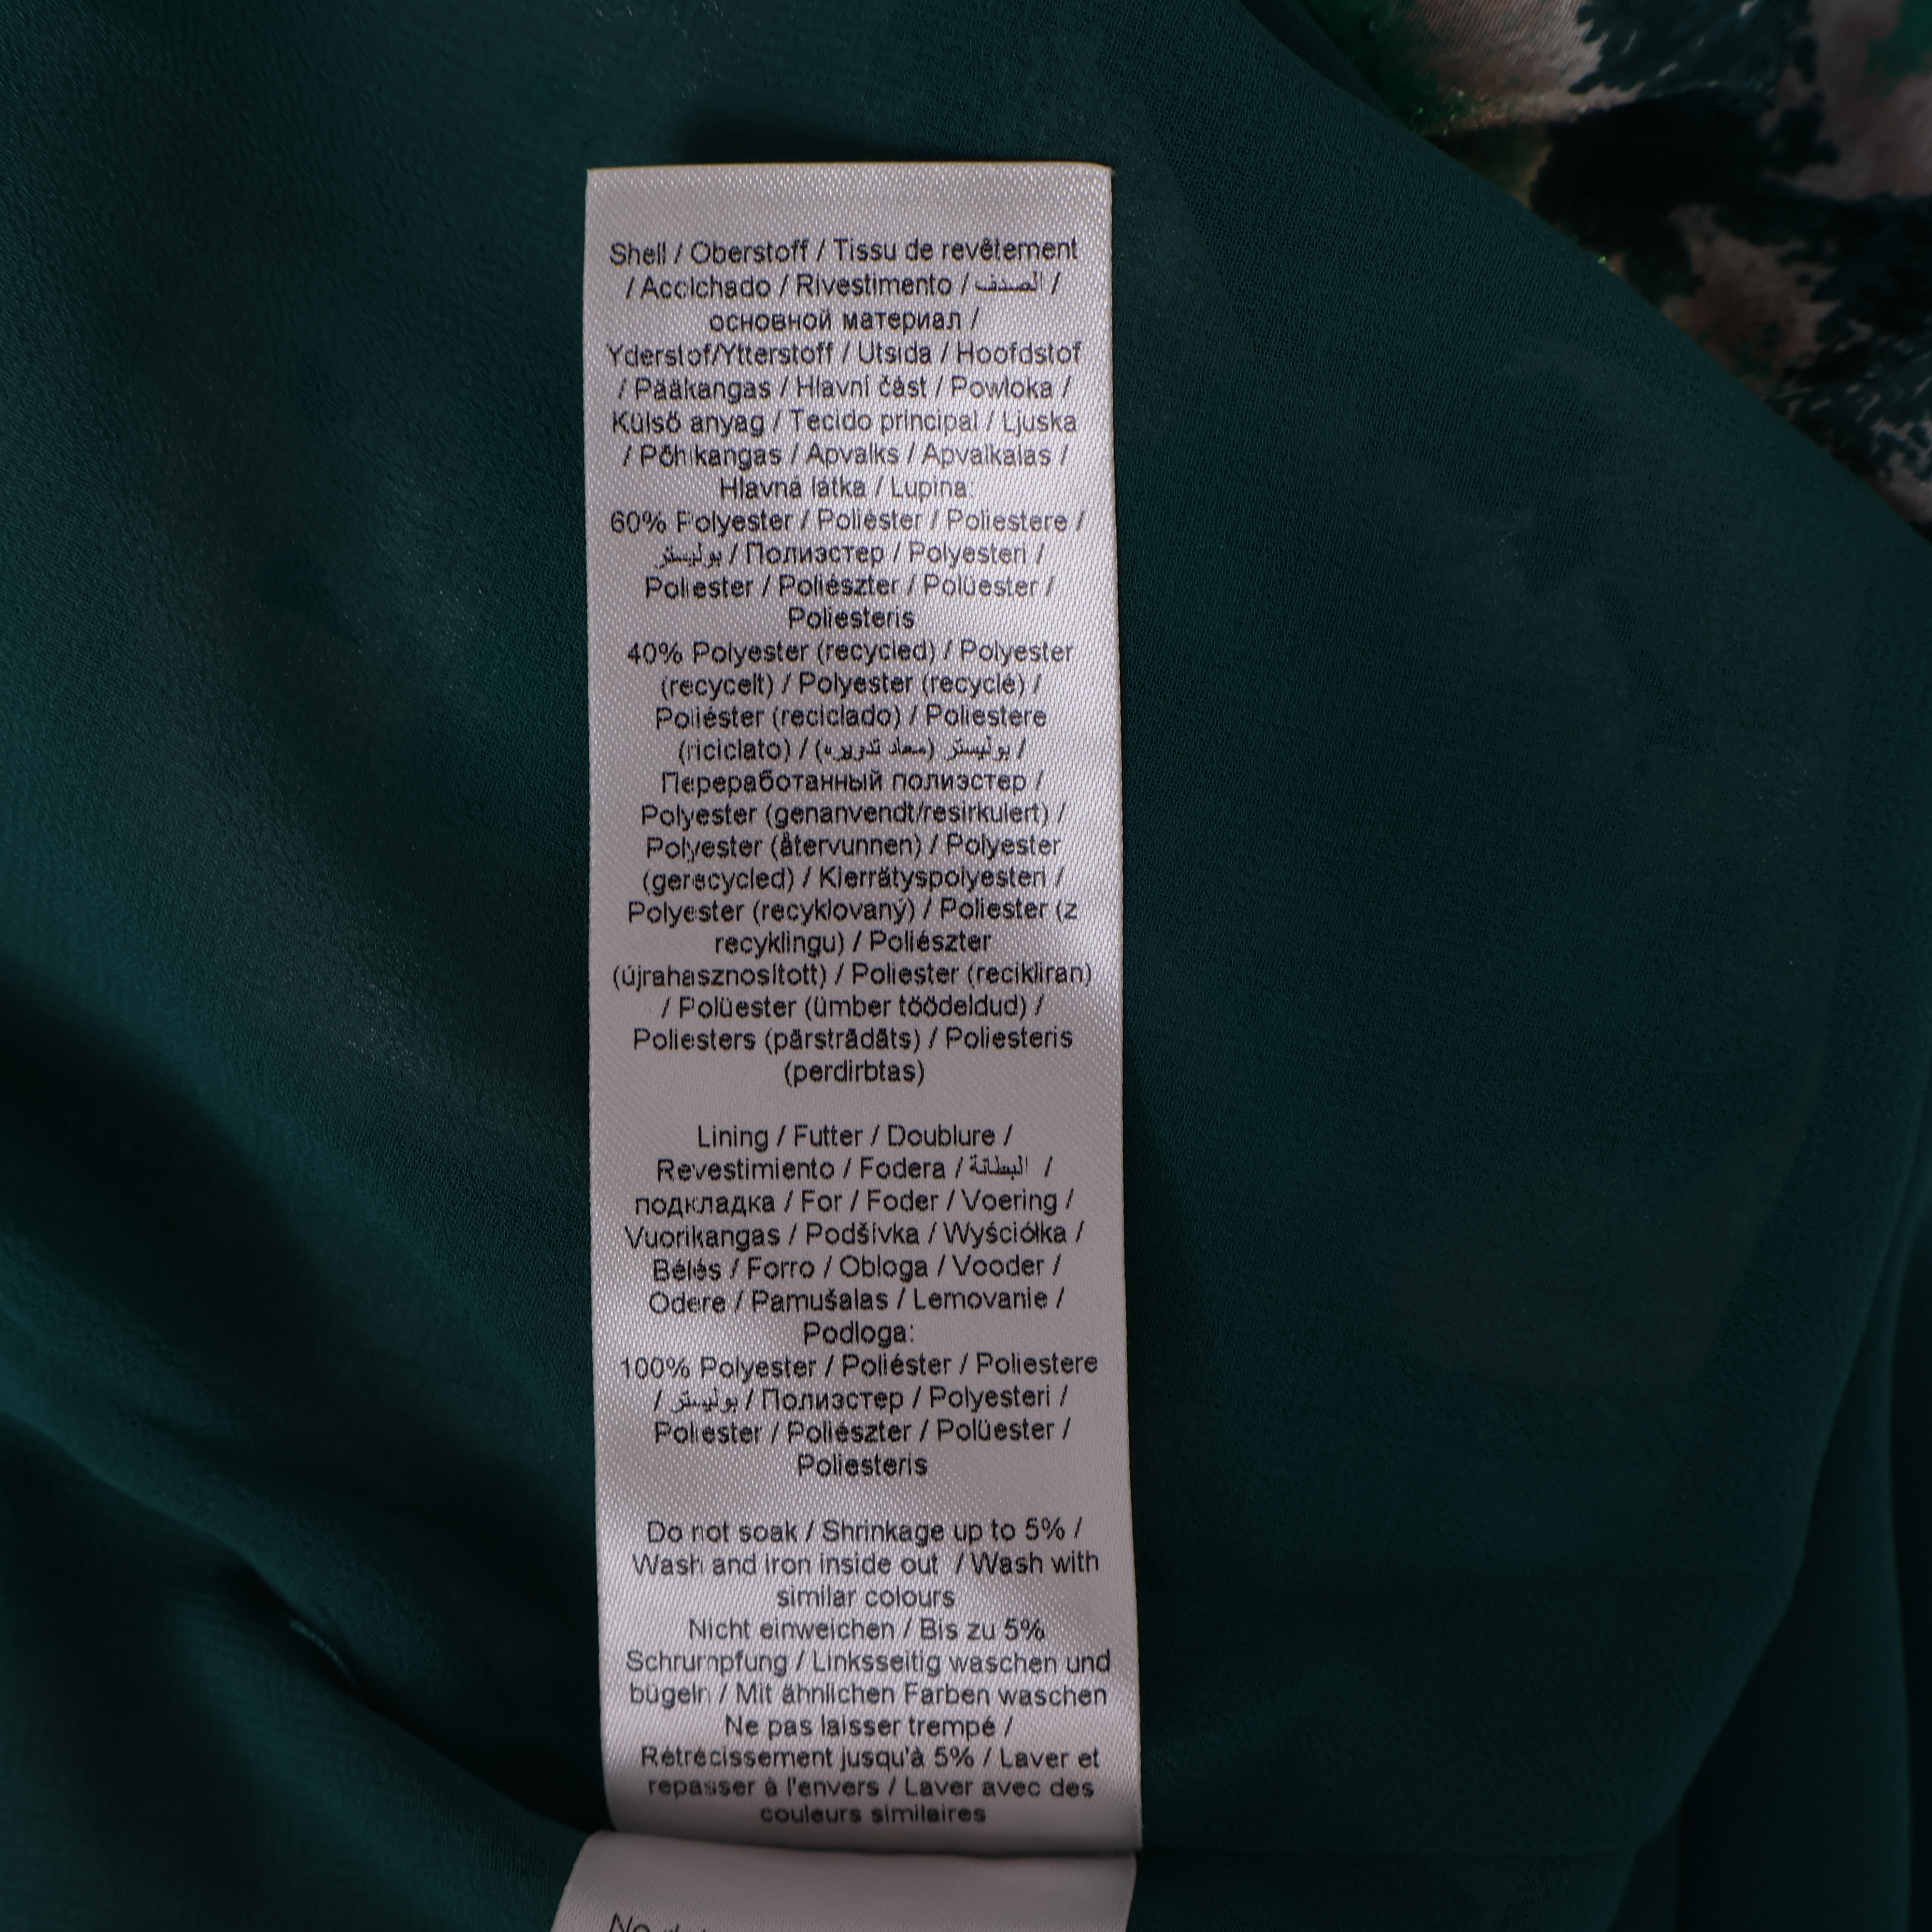 Shell / Oberstoff / Tissu de revêtement
/ Acolchado / Rivestimento / الصدف /
основной материал /
Yderstof/Ytterstoff / Utsida / Hoofdstof
/ Pääkangas / Hlavní část / Powłoka /
Külső anyag / Tecido principal / Ljuska
/ Põhikangas / Apvalks / Apvalkalas /
Hlavná látka / Lupina:
60% Polyester / Poliéster / Poliestere /
بوليستر / Полиэстер / Polyesteri /
Poliester / Poliészter / Polüester /
Poliesteris
40% Polyester (recycled) / Polyester
(recycelt) / Polyester (recyclé) /
Poliéster (reciclado) / Poliestere
(riciclato) / بوليستر (معاد تدويره) /
Переработанный полиэстер /
Polyester (genanvendt/resirkulert) /
Polyester (återvunnen) / Polyester
(gerecycled) / Kierrätyspolyesteri /
Polyester (recyklovaný) / Poliester (z
recyklingu) / Poliészter
(újrahasznosított) / Poliester (recikliran)
/ Polüester (ümber töödeldud) /
Poliesters (pārstrādāts) / Poliesteris
(perdirbtas)
Lining / Futter / Doublure /
Revestimiento / Fodera / البطانة /
подкладка / For / Foder / Voering /
Vuorikangas / Podšívka / Wyściółka /
Bélés / Forro / Obloga / Vooder /
Odere / Pamušalas / Lemovanie /
Podloga:
100% Polyester / Poliéster / Poliestere
/ بوليستر / Полиэстер / Polyesteri /
Poliester / Poliészter / Polüester /
Poliesteris
Do not soak / Shrinkage up to 5% /
Wash and iron inside out / Wash with
similar colours
Nicht einweichen / Bis zu 5%
Schrumpfung / Linksseitig waschen und
bügeln / Mit ähnlichen Farben waschen
Ne pas laisser trempé /
Rétrécissement jusqu'à 5% / Laver et
repasser à l'envers / Laver avec des
couleurs similaires